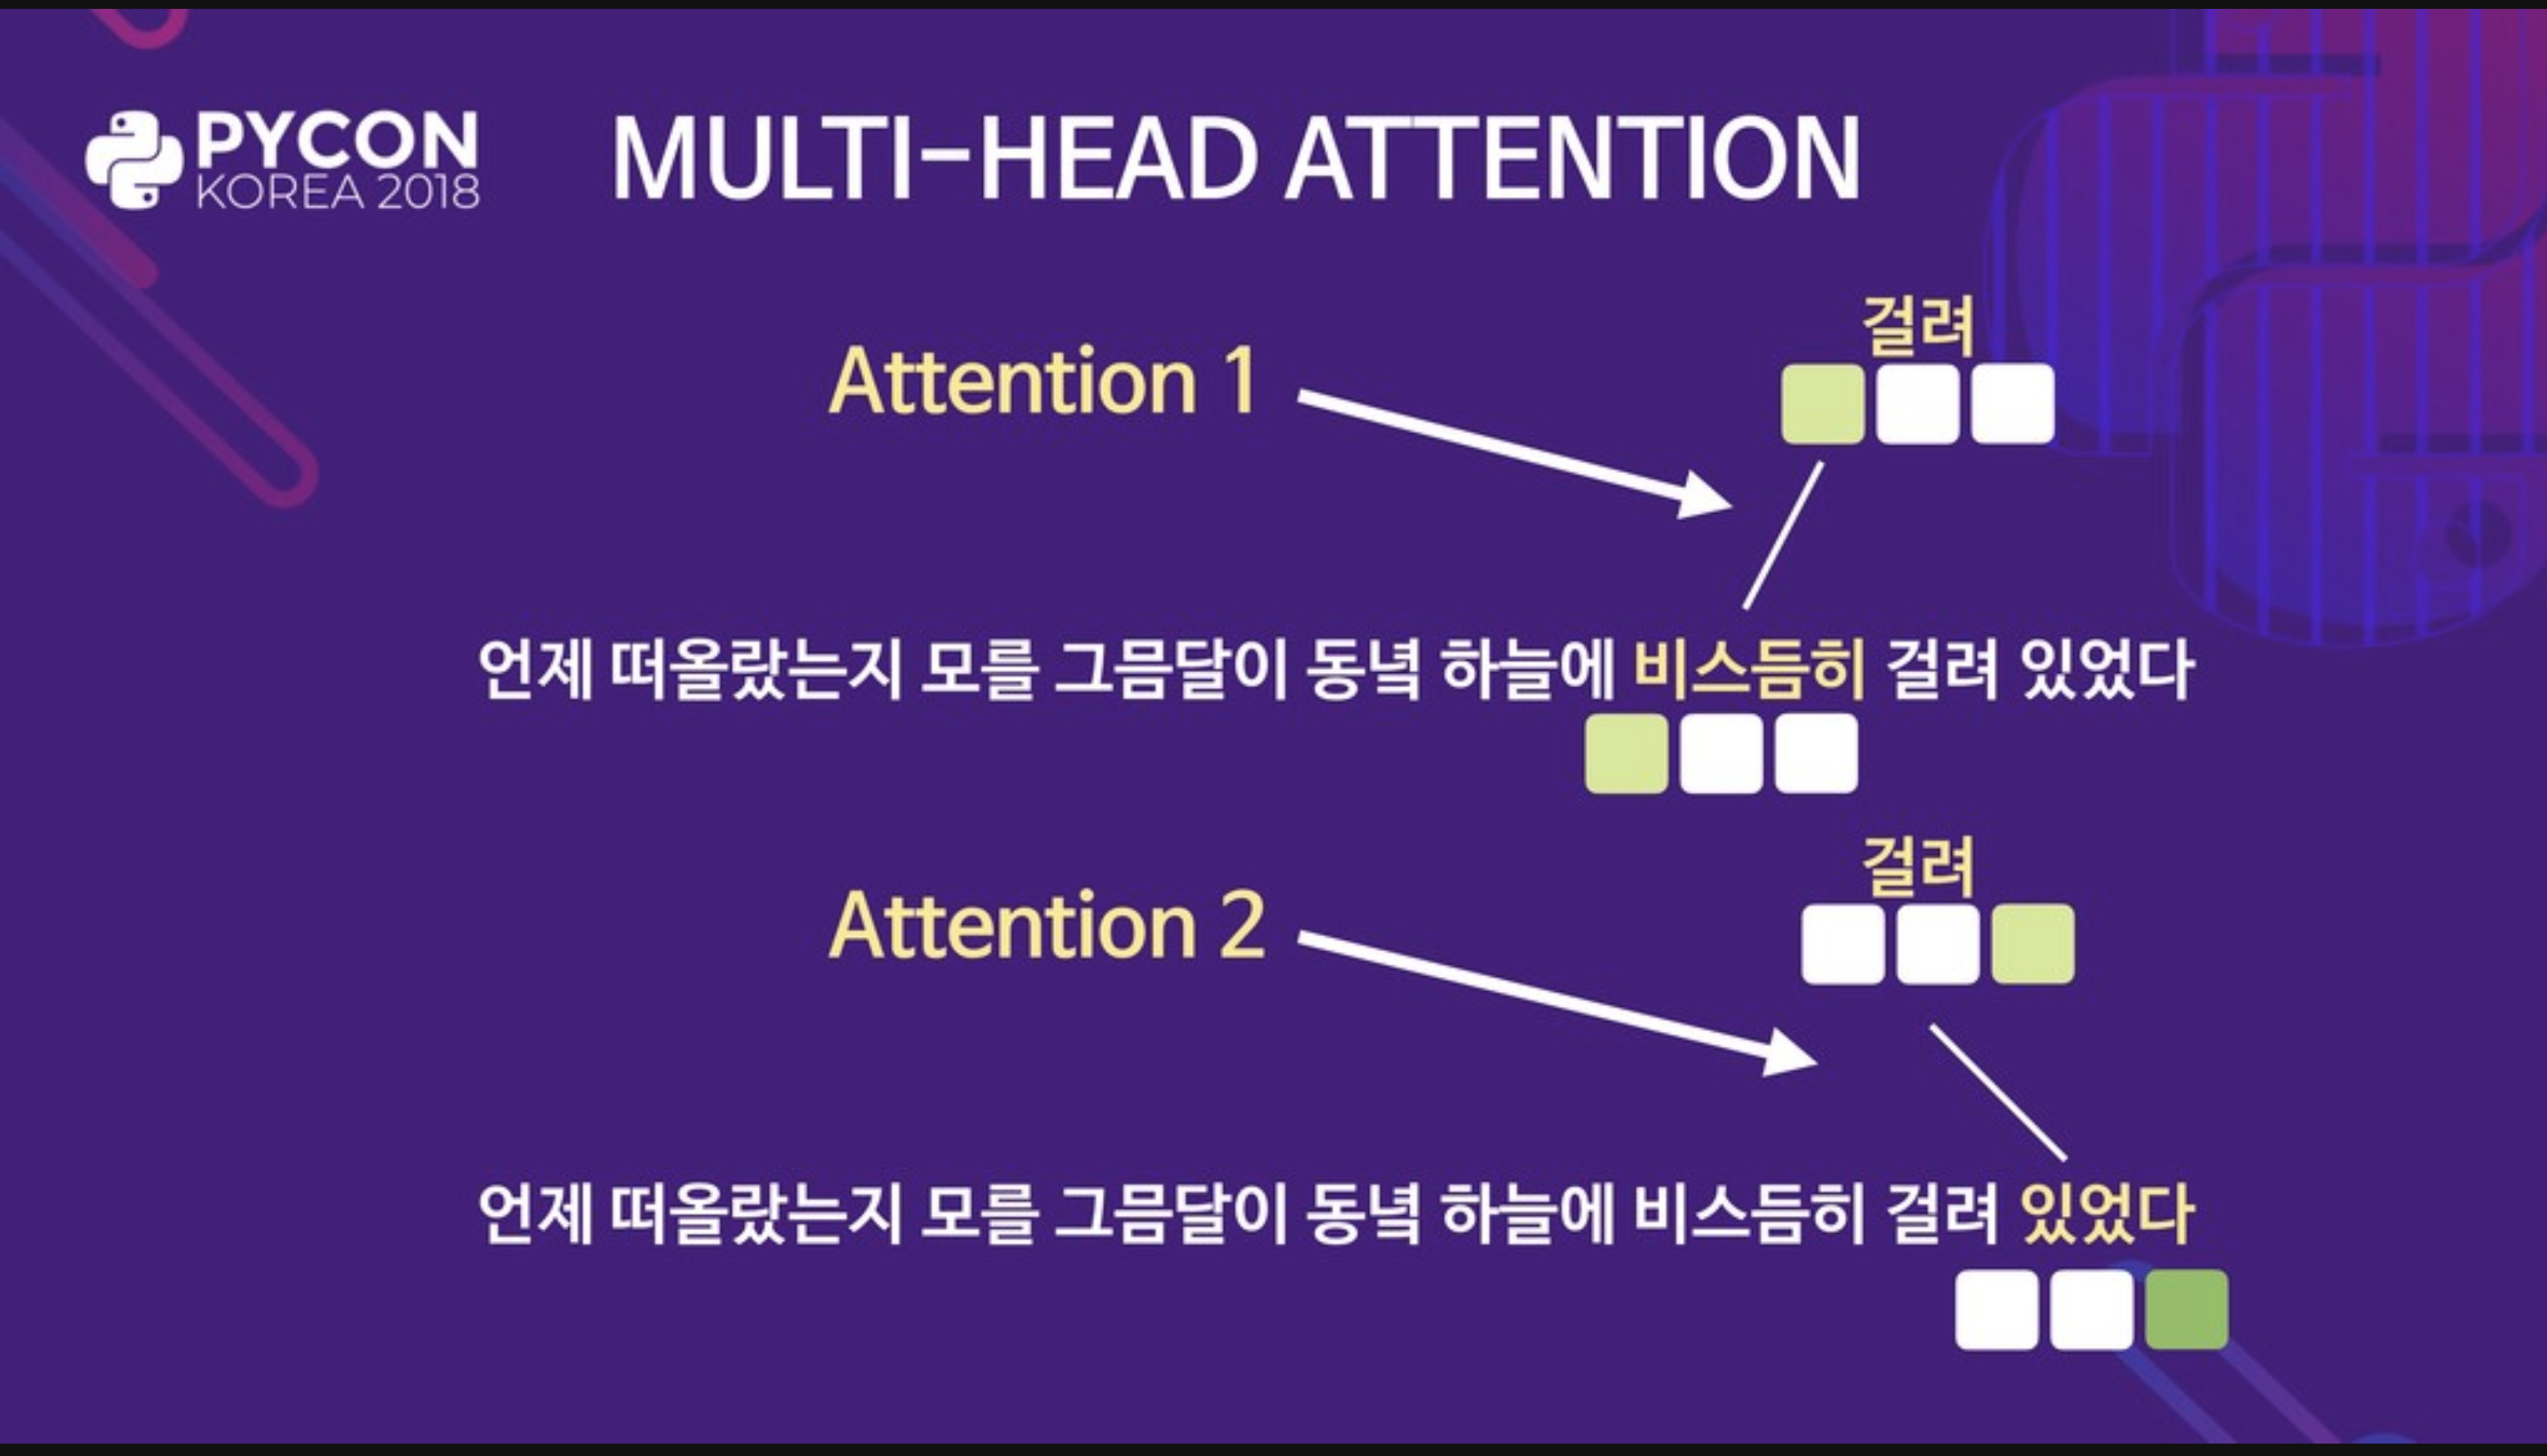 PYCON
KOREA 2018
MULTI-HEAD ATTENTION
걸려
Attention 1
언제 떠올랐는지 모를 그믐달이 동녘 하늘에 비스듬히 걸려 있었다
걸려
Attention 2
언제 떠올랐는지 모를 그믐달이 동녘 하늘에 비스듬히 걸려 있었다